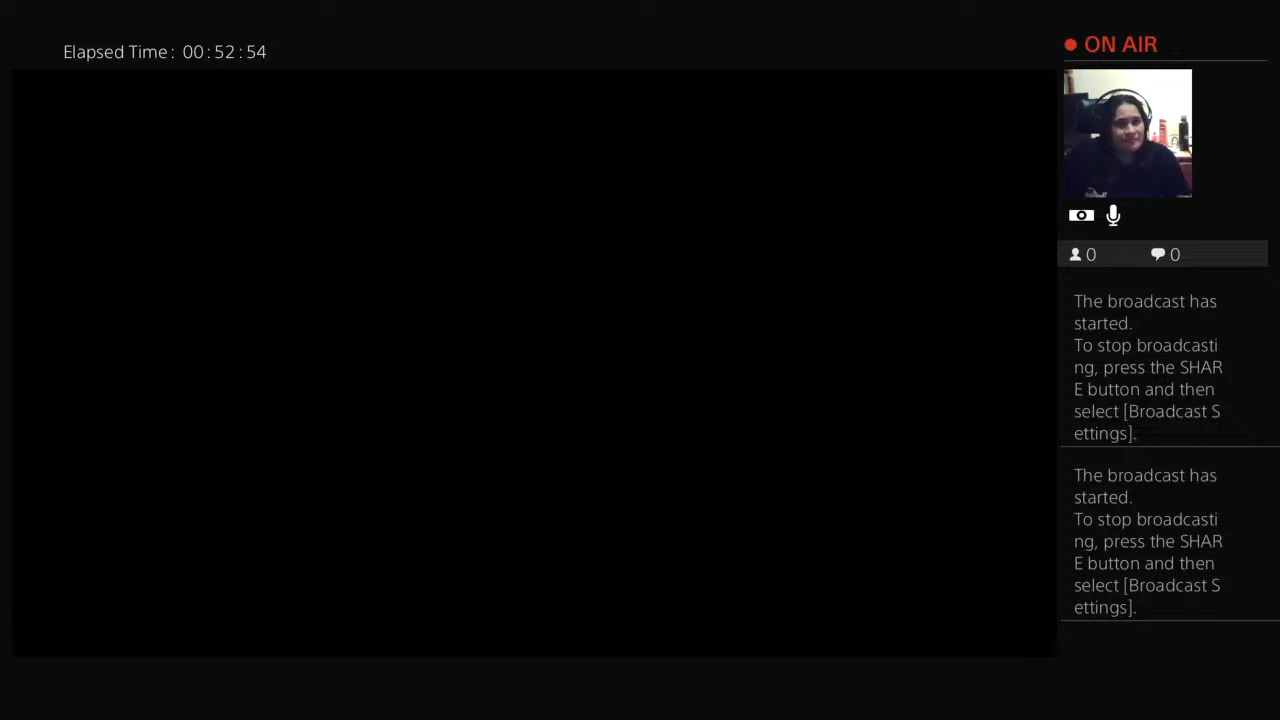 Elapsed Time: 00:52:54
ON AIR
0 0
The broadcast has
started.
To stop broadcasti
ng, press the SHAR
E button and then
select [Broadcast S
ettings].
The broadcast has
started.
To stop broadcasti
ng, press the SHAR
E button and then
select [Broadcast S
ettings].